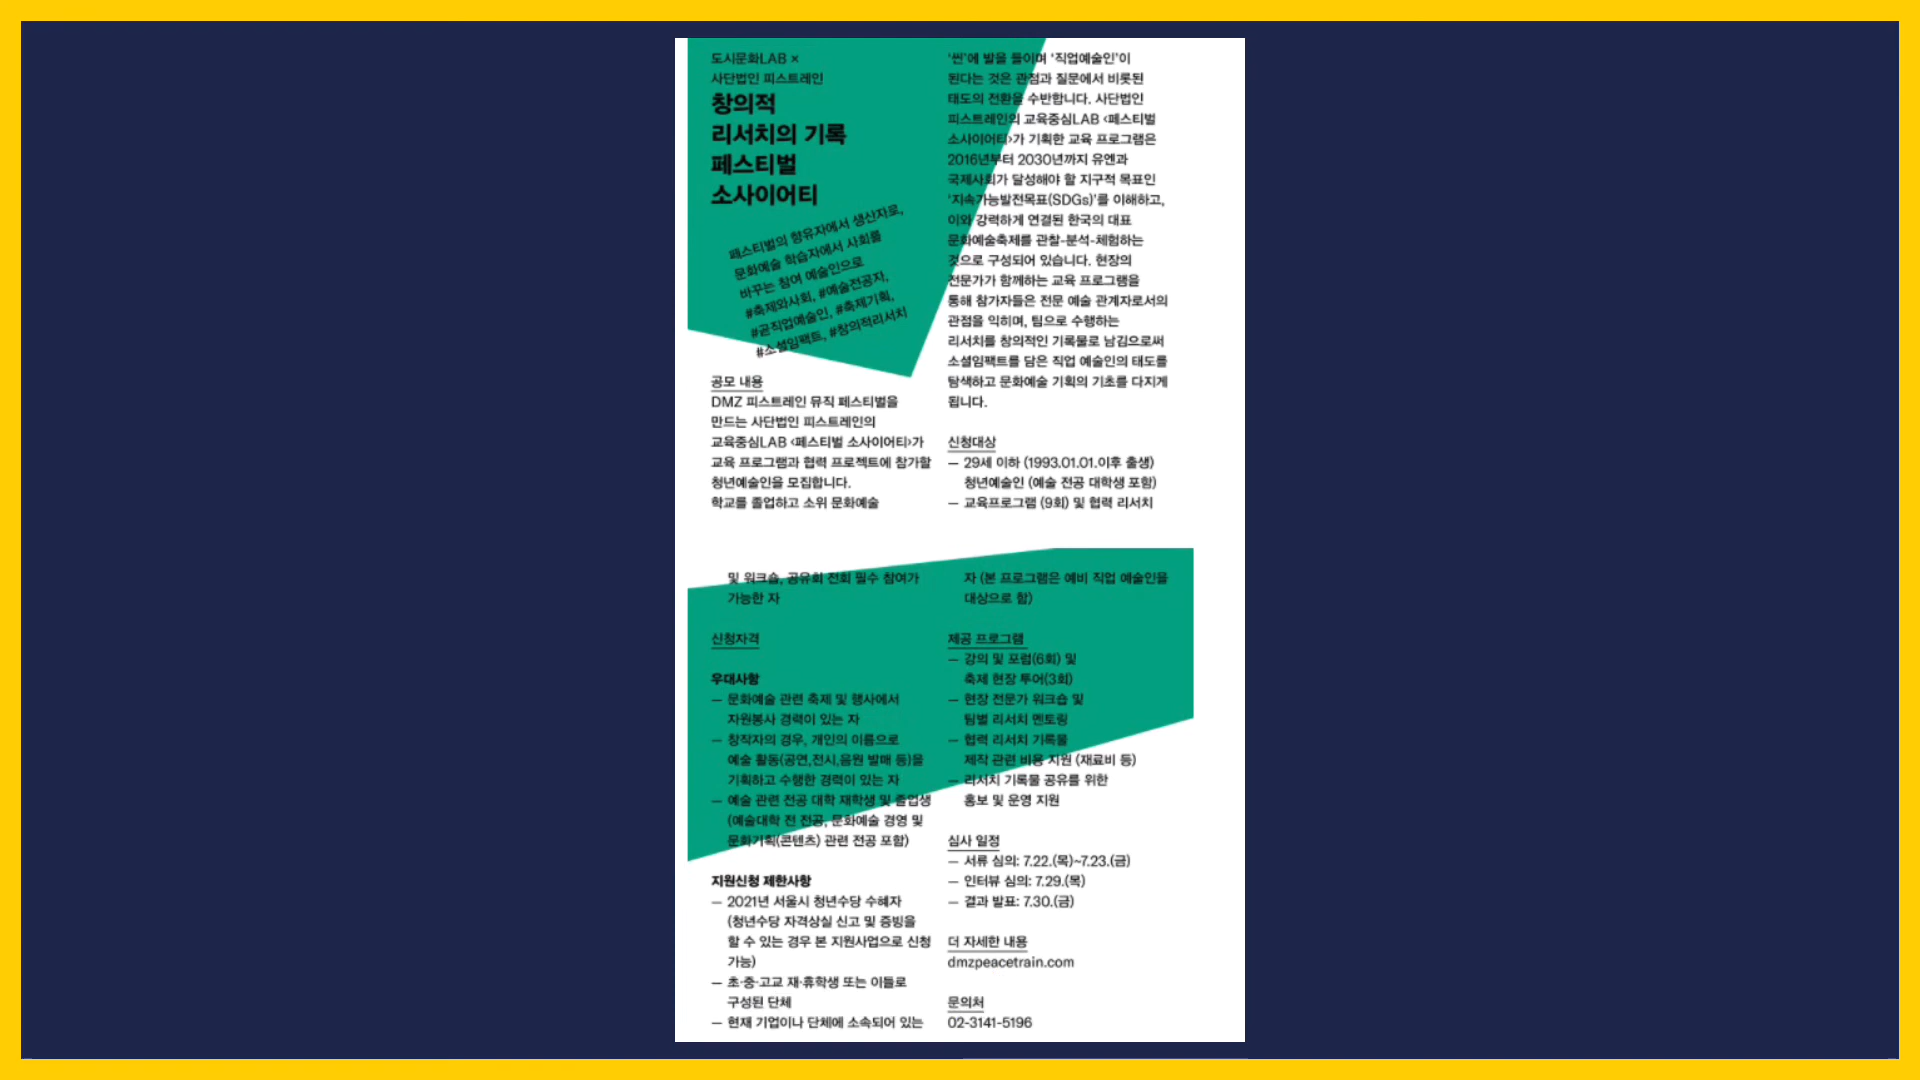 도시문화LAB ×
사단법인 피스트레인
창의적
리서치의 기록
페스티벌
소사이어티
페스티벌의 향유자에서 생산자로,
문화예술 학습자에서 사회를
바꾸는 참여 예술인으로
#축제와사회, #예술전공자,
#곧직업예술인, #축제기획,
#소셜임팩트, #창의적리서치
공모 내용
DMZ 피스트레인 뮤직 페스티벌을
만드는 사단법인 피스트레인의
교육중심LAB ‹페스티벌 소사이어티›가
교육 프로그램과 협력 프로젝트에 참가할
청년예술인을 모집합니다.
학교를 졸업하고 소위 문화예술
'씬'에 발을 들이며 '직업예술인'이
된다는 것은 관점과 질문에서 비롯된
태도의 전환을 수반합니다. 사단법인
피스트레인의 교육중심LAB ‹페스티벌
소사이어티›가 기획한 교육 프로그램은
2016년부터 2030년까지 유엔과
국제사회가 달성해야 할 지구적 목표인
'지속가능발전목표(SDGs)'를 이해하고,
이와 강력하게 연결된 한국의 대표
문화예술축제를 관찰-분석-체험하는
것으로 구성되어 있습니다. 현장의
전문가가 함께하는 교육 프로그램을
통해 참가자들은 전문 예술 관계자로서의
관점을 익히며, 팀으로 수행하는
리서치를 창의적인 기록물로 남김으로써
소셜임팩트를 담은 직업 예술인의 태도를
탐색하고 문화예술 기획의 기초를 다지게
됩니다.
신청대상
— 29세 이하 (1993.01.01.이후 출생)
청년예술인 (예술 전공 대학생 포함)
— 교육프로그램 (9회) 및 협력 리서치
및 워크숍, 공유회 전회 필수 참여가
가능한 자
신청자격
우대사항
— 문화예술 관련 축제 및 행사에서
자원봉사 경력이 있는 자
— 창작자의 경우, 개인의 이름으로
예술 활동(공연,전시,음원 발매 등)을
기획하고 수행한 경력이 있는 자
— 예술 관련 전공 대학 재학생 및 졸업생
(예술대학 전 전공, 문화예술 경영 및
문화기획(콘텐츠) 관련 전공 포함)
지원신청 제한사항
— 2021년 서울시 청년수당 수혜자
(청년수당 자격상실 신고 및 증빙을
할 수 있는 경우 본 지원사업으로 신청
가능)
— 초·중·고교 재·휴학생 또는 이들로
구성된 단체
— 현재 기업이나 단체에 소속되어 있는
자 (본 프로그램은 예비 직업 예술인을
대상으로 함)
제공 프로그램
— 강의 및 포럼(6회) 및
축제 현장 투어(3회)
— 현장 전문가 워크숍 및
팀별 리서치 멘토링
— 협력 리서치 기록물
제작 관련 비용 지원 (재료비 등)
— 리서치 기록물 공유를 위한
홍보 및 운영 지원
심사 일정
— 서류 심의: 7.22.(목)~7.23.(금)
— 인터뷰 심의: 7.29.(목)
— 결과 발표: 7.30.(금)
더 자세한 내용
dmzpeacetrain.com
문의처
02-3141-5196